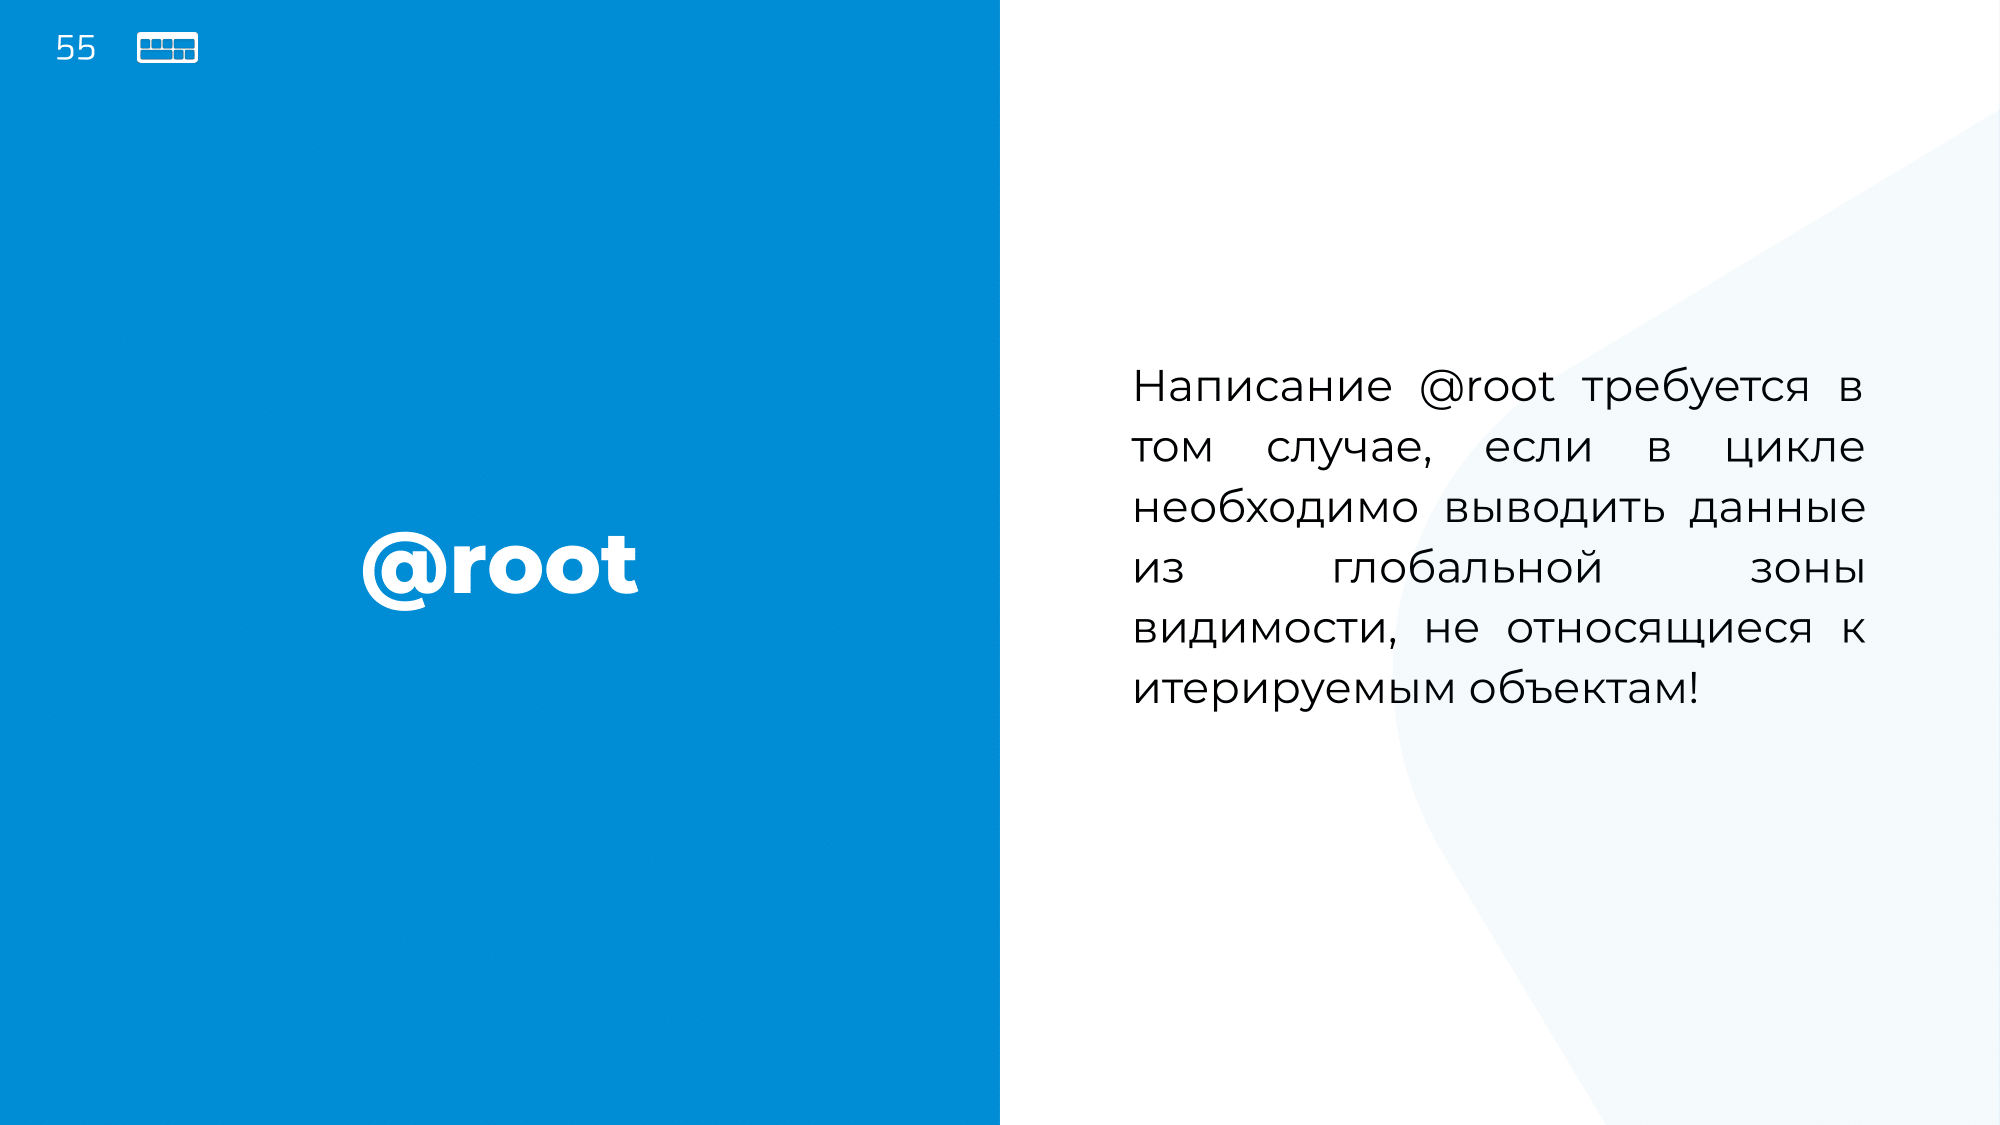 55
@root
Написание @root требуется в
том случае, если в цикле
необходимо выводить данные
из глобальной зоны
видимости, не относящиеся к
итерируемым объектам!